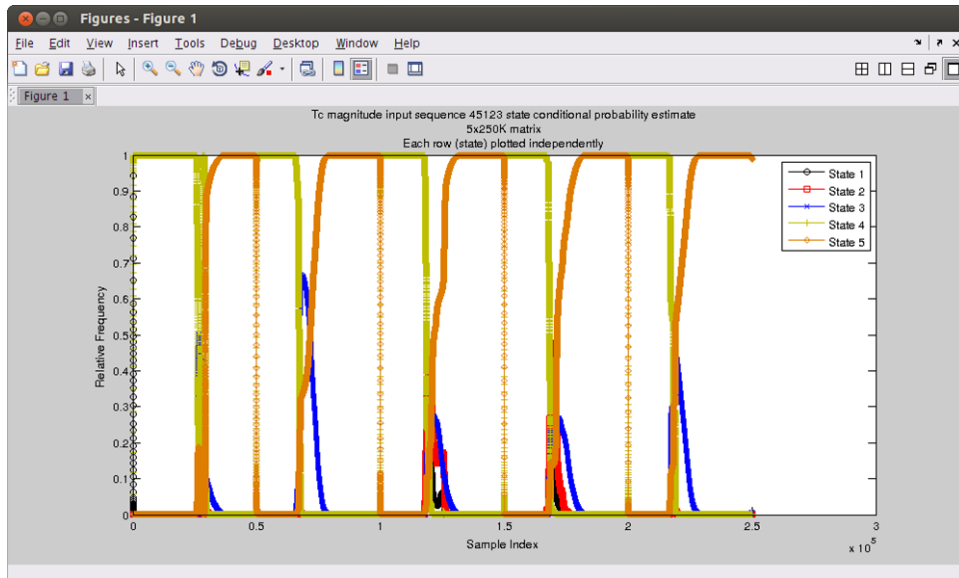 Figures - Figure 1
File Edit View Insert Tools Debug Desktop Window Help
Figure 1
Tc magnitude input sequence 45123 state conditional probability estimate
5x250K matrix
Each row (state) plotted independently
1
0.9
0.8
0.7
0.6
0.5
0.4
0.3
0.2
0.1
0
Relative Frequency
State 1
State 2
State 3
State 4
State 5
0 0.5 1 1.5 2 2.5 3
Sample Index
x 10^5